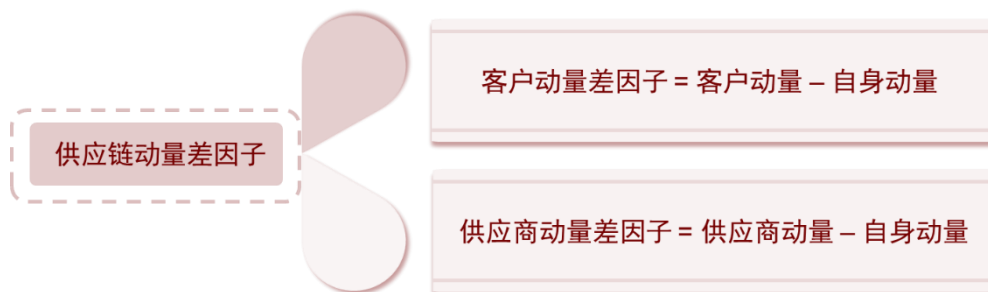 客户动量差因子 = 客户动量 – 自身动量
供应链动量差因子
供应商动量差因子 = 供应商动量 – 自身动量